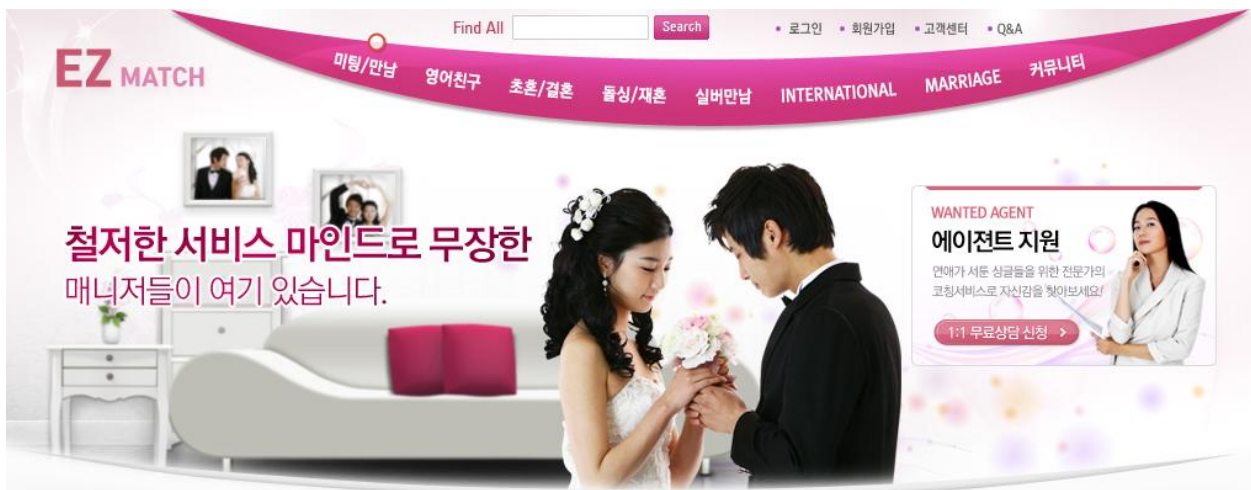 Find All Search
로그인 회원가입 고객센터 Q&A
EZ MATCH
미팅/만남 영어친구 초혼/결혼 돌싱/재혼 실버만남 INTERNATIONAL MARRIAGE 커뮤니티
철저한 서비스 마인드로 무장한
매니저들이 여기 있습니다.
WANTED AGENT
에이젼트 지원
연애가 서툰 싱글들을 위한 전문가의
코칭서비스로 자신감을 찾아보세요!
1:1 무료상담 신청 >